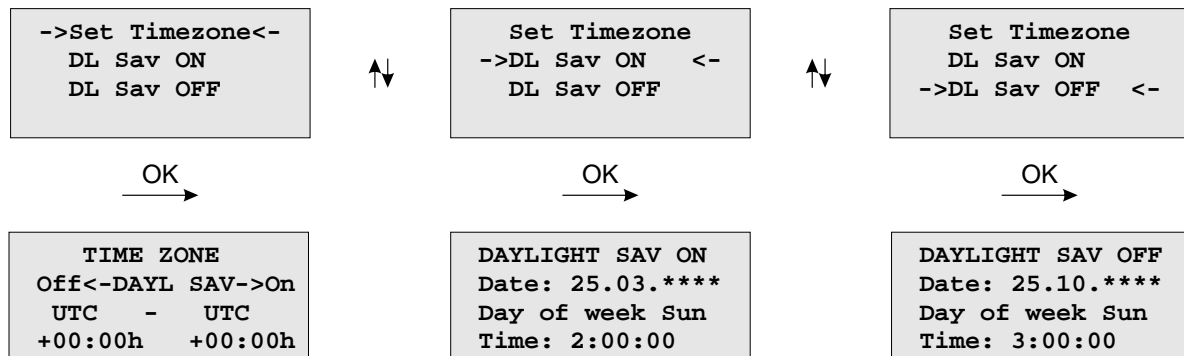 ->Set Timezone<-
DL Sav ON
DL Sav OFF
Set Timezone
->DL Sav ON <-
DL Sav OFF
Set Timezone
DL Sav ON
->DL Sav OFF <-
OK
OK
OK
TIME ZONE
Off<-DAYL SAV->On
UTC - UTC
+00:00h +00:00h
DAYLIGHT SAV ON
Date: 25.03.****
Day of week Sun
Time: 2:00:00
DAYLIGHT SAV OFF
Date: 25.10.****
Day of week Sun
Time: 3:00:00